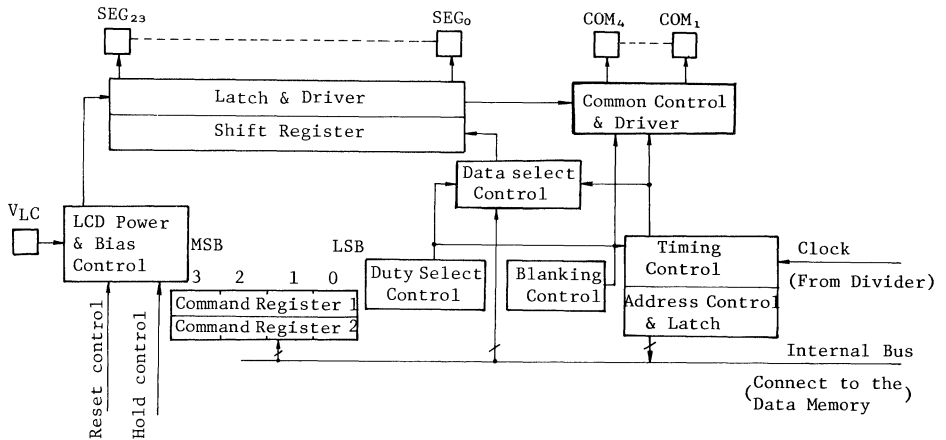 SEG23 SEG0 COM4 COM1
Latch & Driver
Shift Register
Common Control
& Driver
Data select
Control
VLC
LCD Power
& Bias
Control
MSB LSB
3 2 1 0
Command Register 1
Command Register 2
Duty Select
Control
Blanking
Control
Timing
Control
Address Control
& Latch
Clock
(From Divider)
Internal Bus
(Connect to the
Data Memory)
Reset control
Hold control